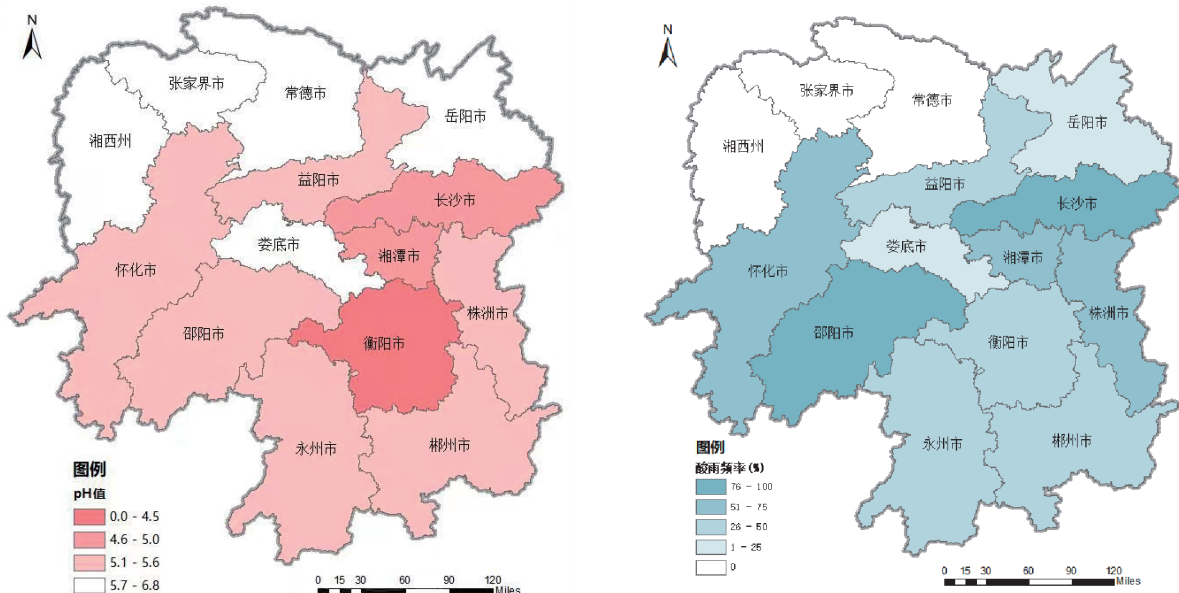 N
张家界市
常德市
岳阳市
湘西州
益阳市
长沙市
娄底市
湘潭市
怀化市
株洲市
邵阳市
衡阳市
永州市
郴州市
图例
pH值
0.0 - 4.5
4.6 - 5.0
5.1 - 5.6
5.7 - 6.8
0 15 30 60 90 120
Miles
N
张家界市
常德市
岳阳市
湘西州
益阳市
长沙市
娄底市
湘潭市
怀化市
株洲市
邵阳市
衡阳市
永州市
郴州市
图例
酸雨频率(%)
76 - 100
51 - 75
26 - 50
1 - 25
0
0 15 30 60 90 120
Miles